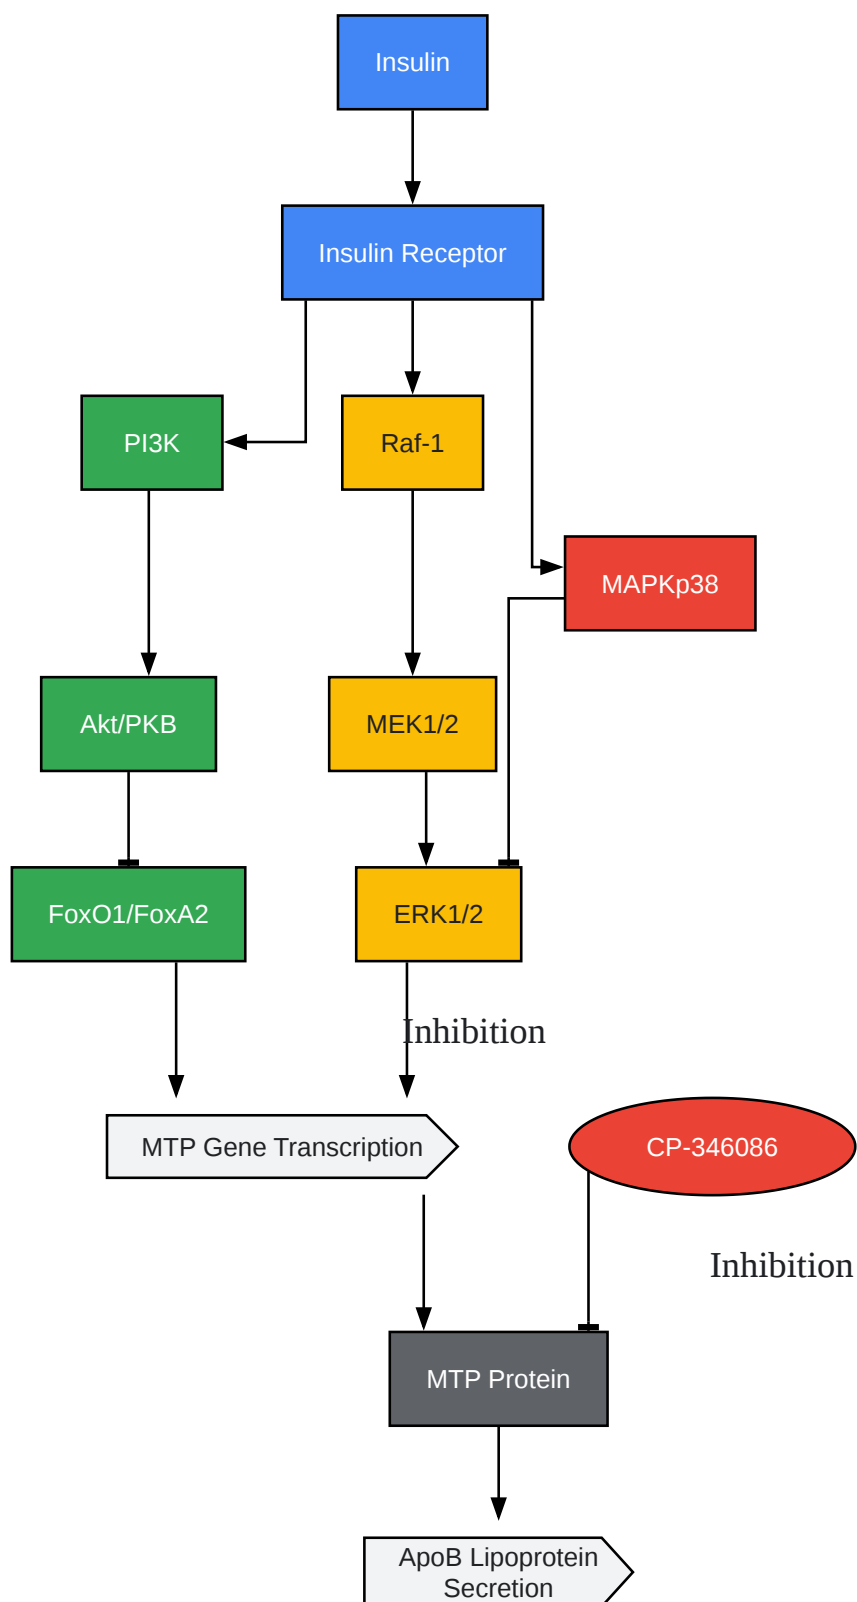 Insulin
Insulin Receptor
PI3K
Raf-1
MAPKp38
Akt/PKB
MEK1/2
FoxO1/FoxA2
ERK1/2
Inhibition
MTP Gene Transcription
CP-346086
Inhibition
MTP Protein
ApoB Lipoprotein
Secretion